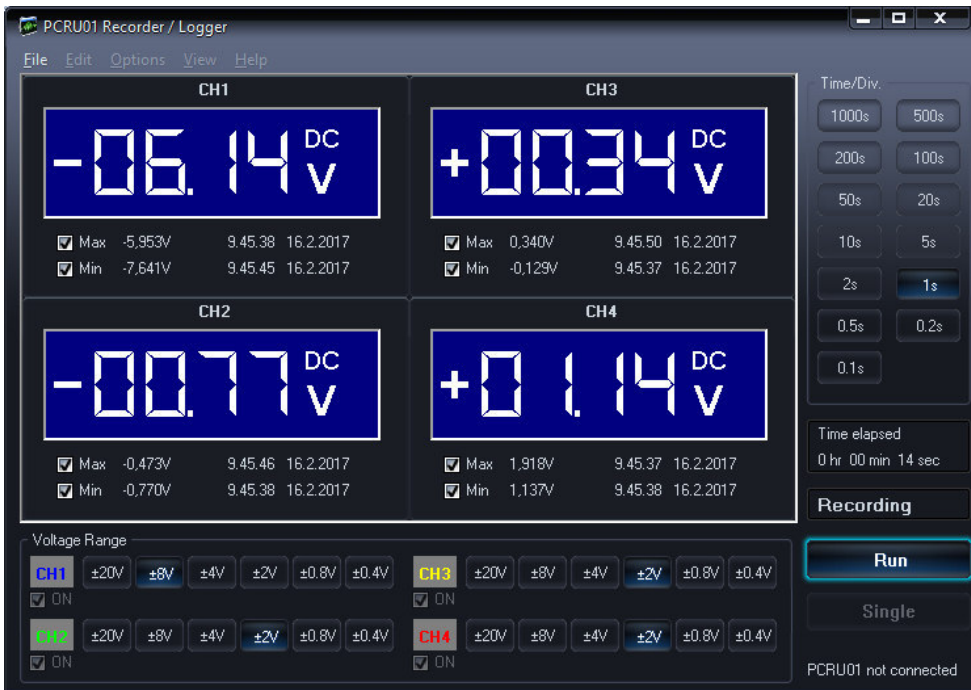 PCRU01 Recorder / Logger
File Edit Options View Help
CH1
-06.14 DC V
Max -5,953V 9.45.38 16.2.2017
Min -7,641V 9.45.45 16.2.2017
CH3
+00.34 DC V
Max 0,340V 9.45.50 16.2.2017
Min -0,129V 9.45.37 16.2.2017
CH2
-00.77 DC V
Max -0,473V 9.45.46 16.2.2017
Min -0,770V 9.45.38 16.2.2017
CH4
+01.14 DC V
Max 1,918V 9.45.37 16.2.2017
Min 1,137V 9.45.38 16.2.2017
Time/Div.
1000s 500s
200s 100s
50s 20s
10s 5s
2s 1s
0.5s 0.2s
0.1s
Time elapsed
0 hr 00 min 14 sec
Recording
Run
Single
PCRU01 not connected
Voltage Range
CH1 ±20V ±8V ±4V ±2V ±0.8V ±0.4V
ON
CH3 ±20V ±8V ±4V ±2V ±0.8V ±0.4V
ON
CH2 ±20V ±8V ±4V ±2V ±0.8V ±0.4V
ON
CH4 ±20V ±8V ±4V ±2V ±0.8V ±0.4V
ON